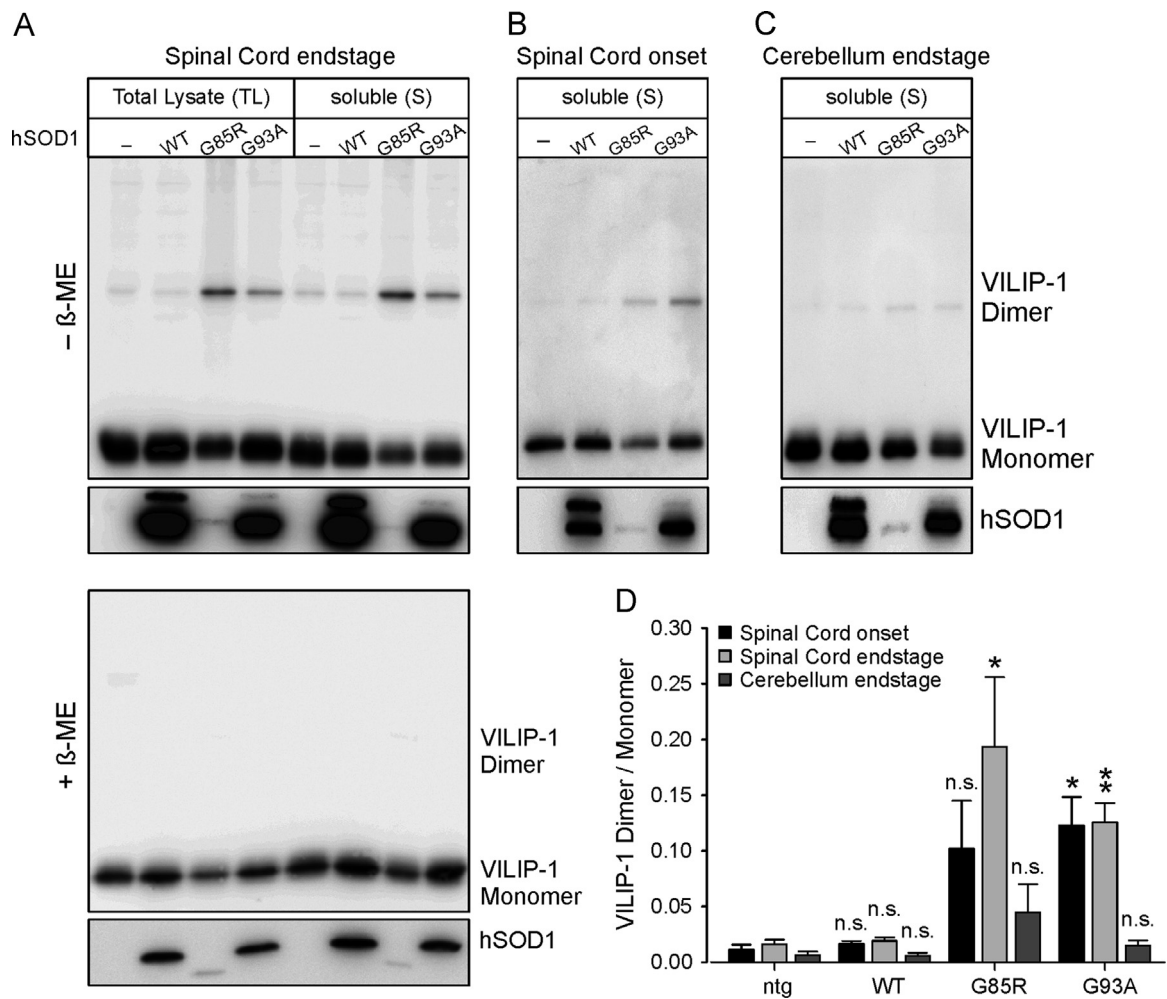 A
Spinal Cord endstage
Total Lysate (TL) soluble (S)
hSOD1 – WT G85R G93A – WT G85R G93A
– ß-ME
B
Spinal Cord onset
soluble (S)
– WT G85R G93A
C
Cerebellum endstage
soluble (S)
– WT G85R G93A
VILIP-1
Dimer
VILIP-1
Monomer
hSOD1
+ ß-ME
VILIP-1
Dimer
VILIP-1
Monomer
hSOD1
D
VILIP-1 Dimer / Monomer
0.30
0.25
0.20
0.15
0.10
0.05
0.00
Spinal Cord onset
Spinal Cord endstage
Cerebellum endstage
n.s. n.s. n.s.
n.s. * n.s.
* ** n.s.
ntg WT G85R G93A